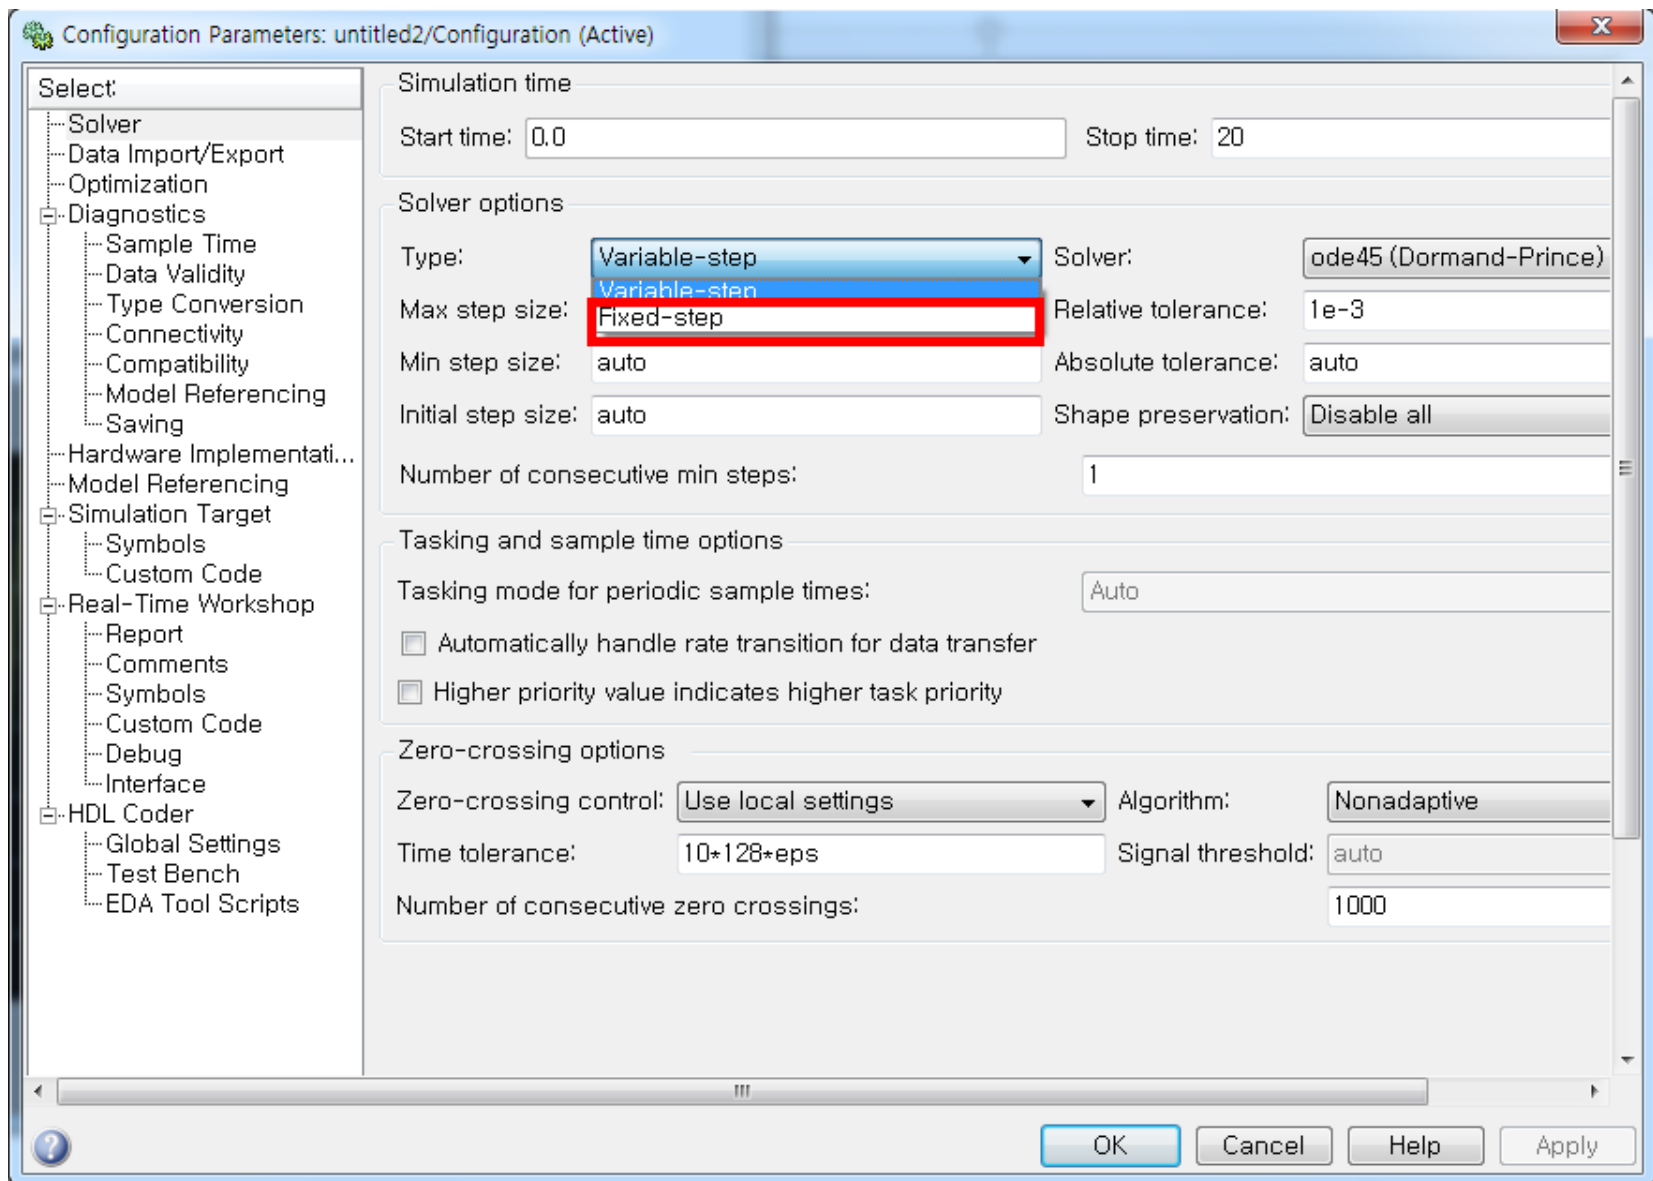 Configuration Parameters: untitled2/Configuration (Active)
Select:
Solver
Data Import/Export
Optimization
Diagnostics
Sample Time
Data Validity
Type Conversion
Connectivity
Compatibility
Model Referencing
Saving
Hardware Implementati...
Model Referencing
Simulation Target
Symbols
Custom Code
Real-Time Workshop
Report
Comments
Symbols
Custom Code
Debug
Interface
HDL Coder
Global Settings
Test Bench
EDA Tool Scripts
Simulation time
Start time: 0.0 Stop time: 20
Solver options
Type: Variable-step Solver: ode45 (Dormand-Prince)
Variable-step
Max step size: Fixed-step Relative tolerance: 1e-3
Min step size: auto Absolute tolerance: auto
Initial step size: auto Shape preservation: Disable all
Number of consecutive min steps: 1
Tasking and sample time options
Tasking mode for periodic sample times: Auto
Automatically handle rate transition for data transfer
Higher priority value indicates higher task priority
Zero-crossing options
Zero-crossing control: Use local settings Algorithm: Nonadaptive
Time tolerance: 10*128*eps Signal threshold: auto
Number of consecutive zero crossings: 1000
OK Cancel Help Apply